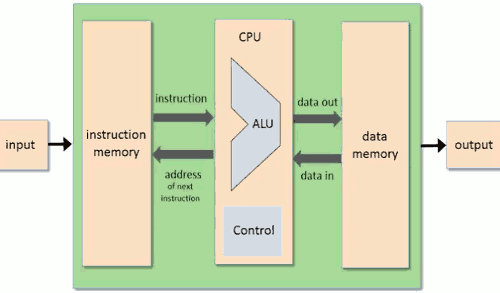 input
instruction
memory
instruction
address
of next
instruction
CPU
ALU
Control
data out
data in
data
memory
output